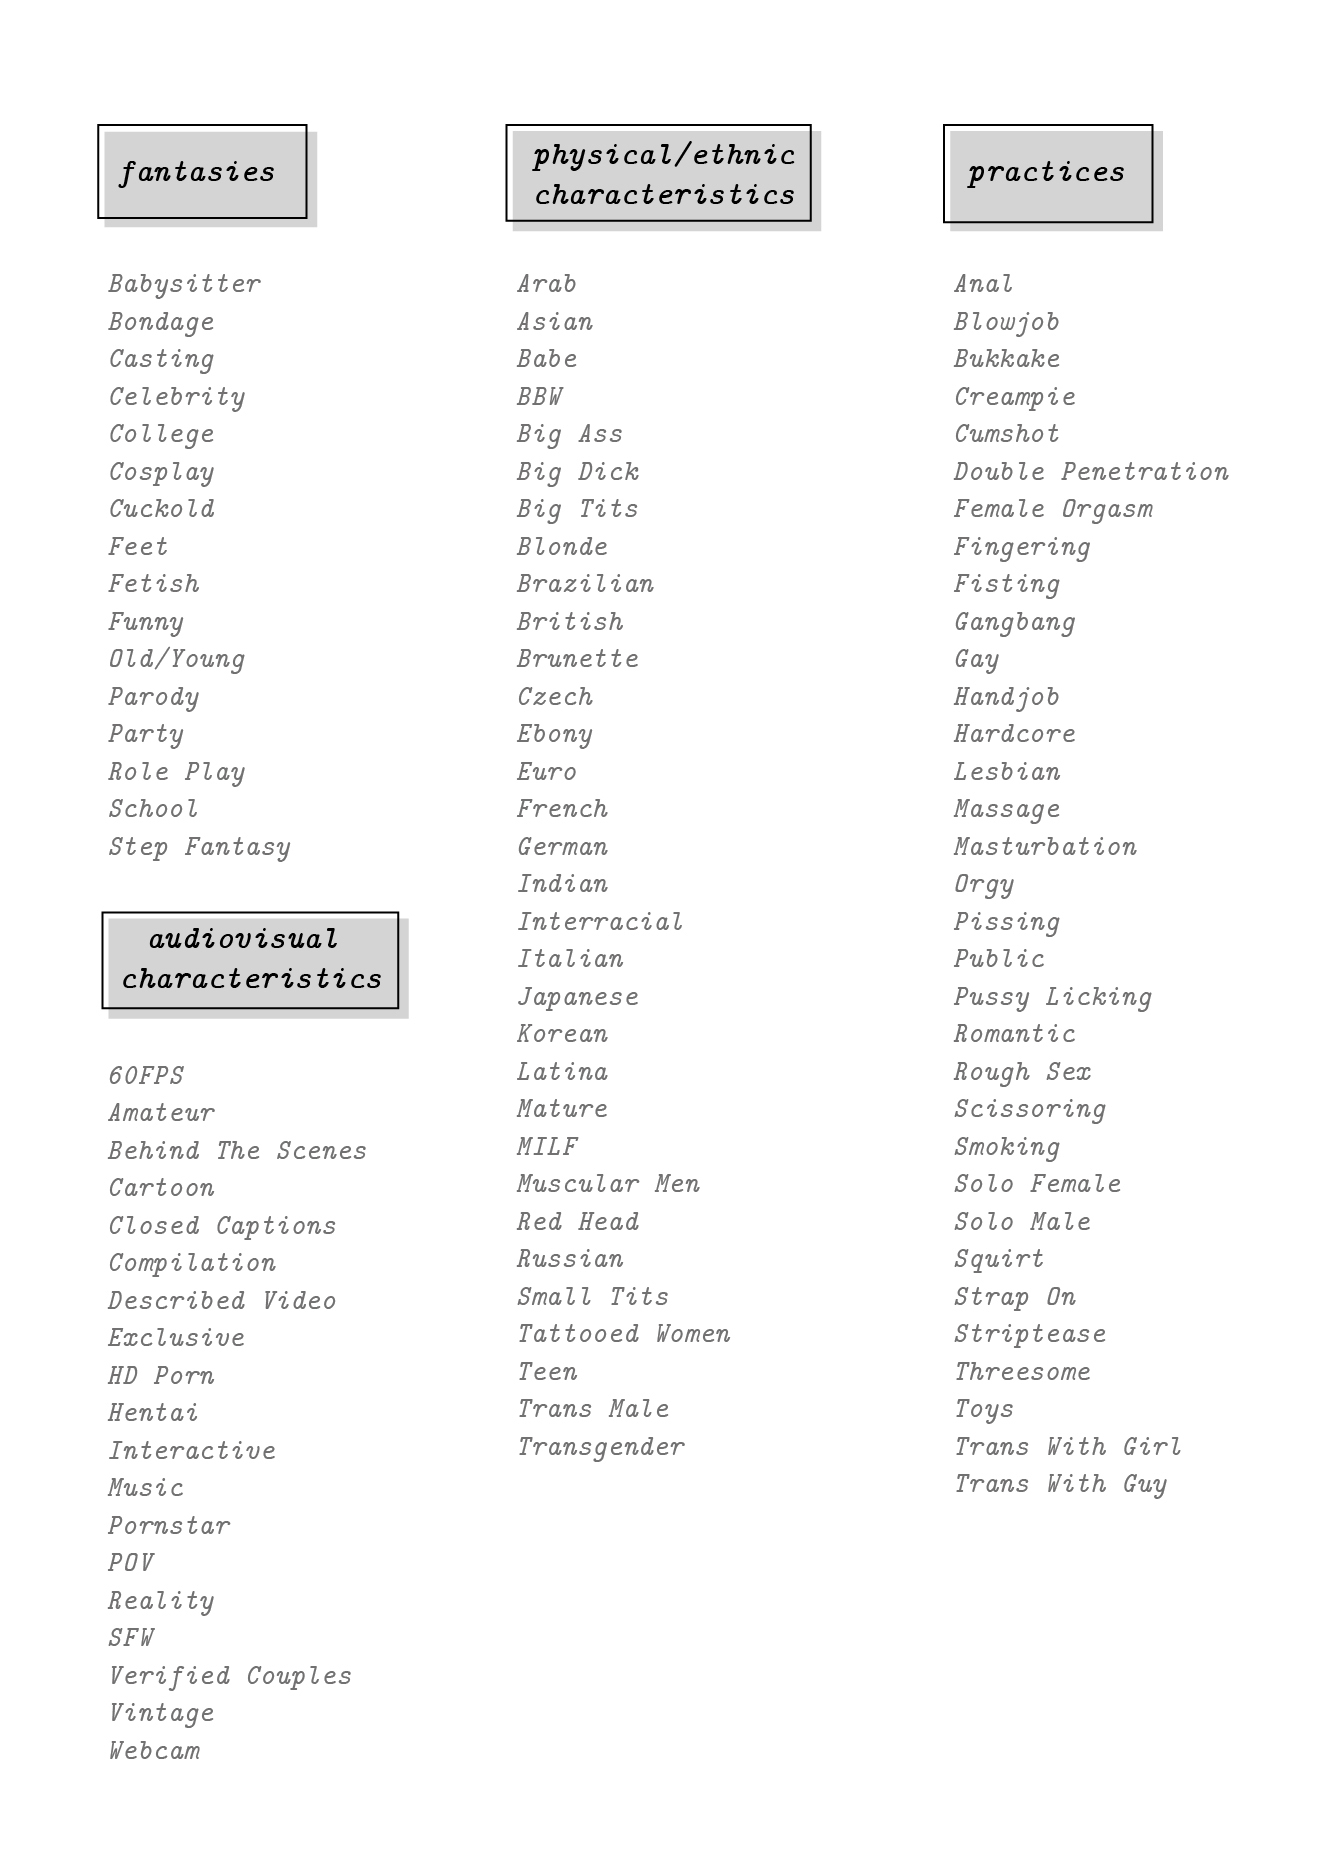 fantasies
Babysitter
Bondage
Casting
Celebrity
College
Cosplay
Cuckold
Feet
Fetish
Funny
Old/Young
Parody
Party
Role Play
School
Step Fantasy
audiovisual
characteristics
60FPS
Amateur
Behind The Scenes
Cartoon
Closed Captions
Compilation
Described Video
Exclusive
HD Porn
Hentai
Interactive
Music
Pornstar
POV
Reality
SFW
Verified Couples
Vintage
Webcam
physical/ethnic
characteristics
Arab
Asian
Babe
BBW
Big Ass
Big Dick
Big Tits
Blonde
Brazilian
British
Brunette
Czech
Ebony
Euro
French
German
Indian
Interracial
Italian
Japanese
Korean
Latina
Mature
MILF
Muscular Men
Red Head
Russian
Small Tits
Tattooed Women
Teen
Trans Male
Transgender
practices
Anal
Blowjob
Bukkake
Creampie
Cumshot
Double Penetration
Female Orgasm
Fingering
Fisting
Gangbang
Gay
Handjob
Hardcore
Lesbian
Massage
Masturbation
Orgy
Pissing
Public
Pussy Licking
Romantic
Rough Sex
Scissoring
Smoking
Solo Female
Solo Male
Squirt
Strap On
Striptease
Threesome
Toys
Trans With Girl
Trans With Guy